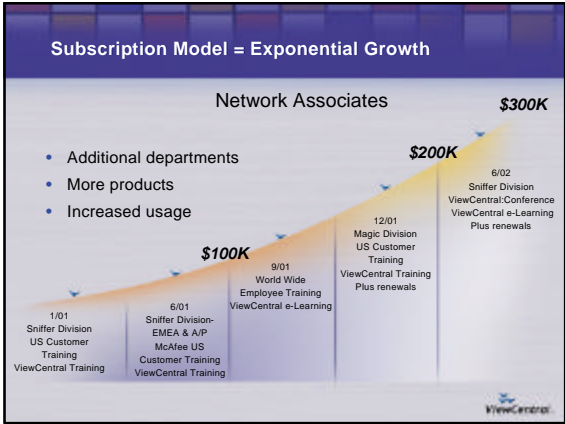 Subscription Model = Exponential Growth
Network Associates
$300K
• Additional departments
• More products
• Increased usage
$200K
$100K
1/01
Sniffer Division
US Customer
Training
ViewCentral Training
6/01
Sniffer Division-
EMEA & A/P
McAfee US
Customer Training
ViewCentral Training
9/01
World Wide
Employee Training
ViewCentral e-Learning
12/01
Magic Division
US Customer
Training
ViewCentral Training
Plus renewals
6/02
Sniffer Division
ViewCentral:Conference
ViewCentral e-Learning
Plus renewals
ViewCentral